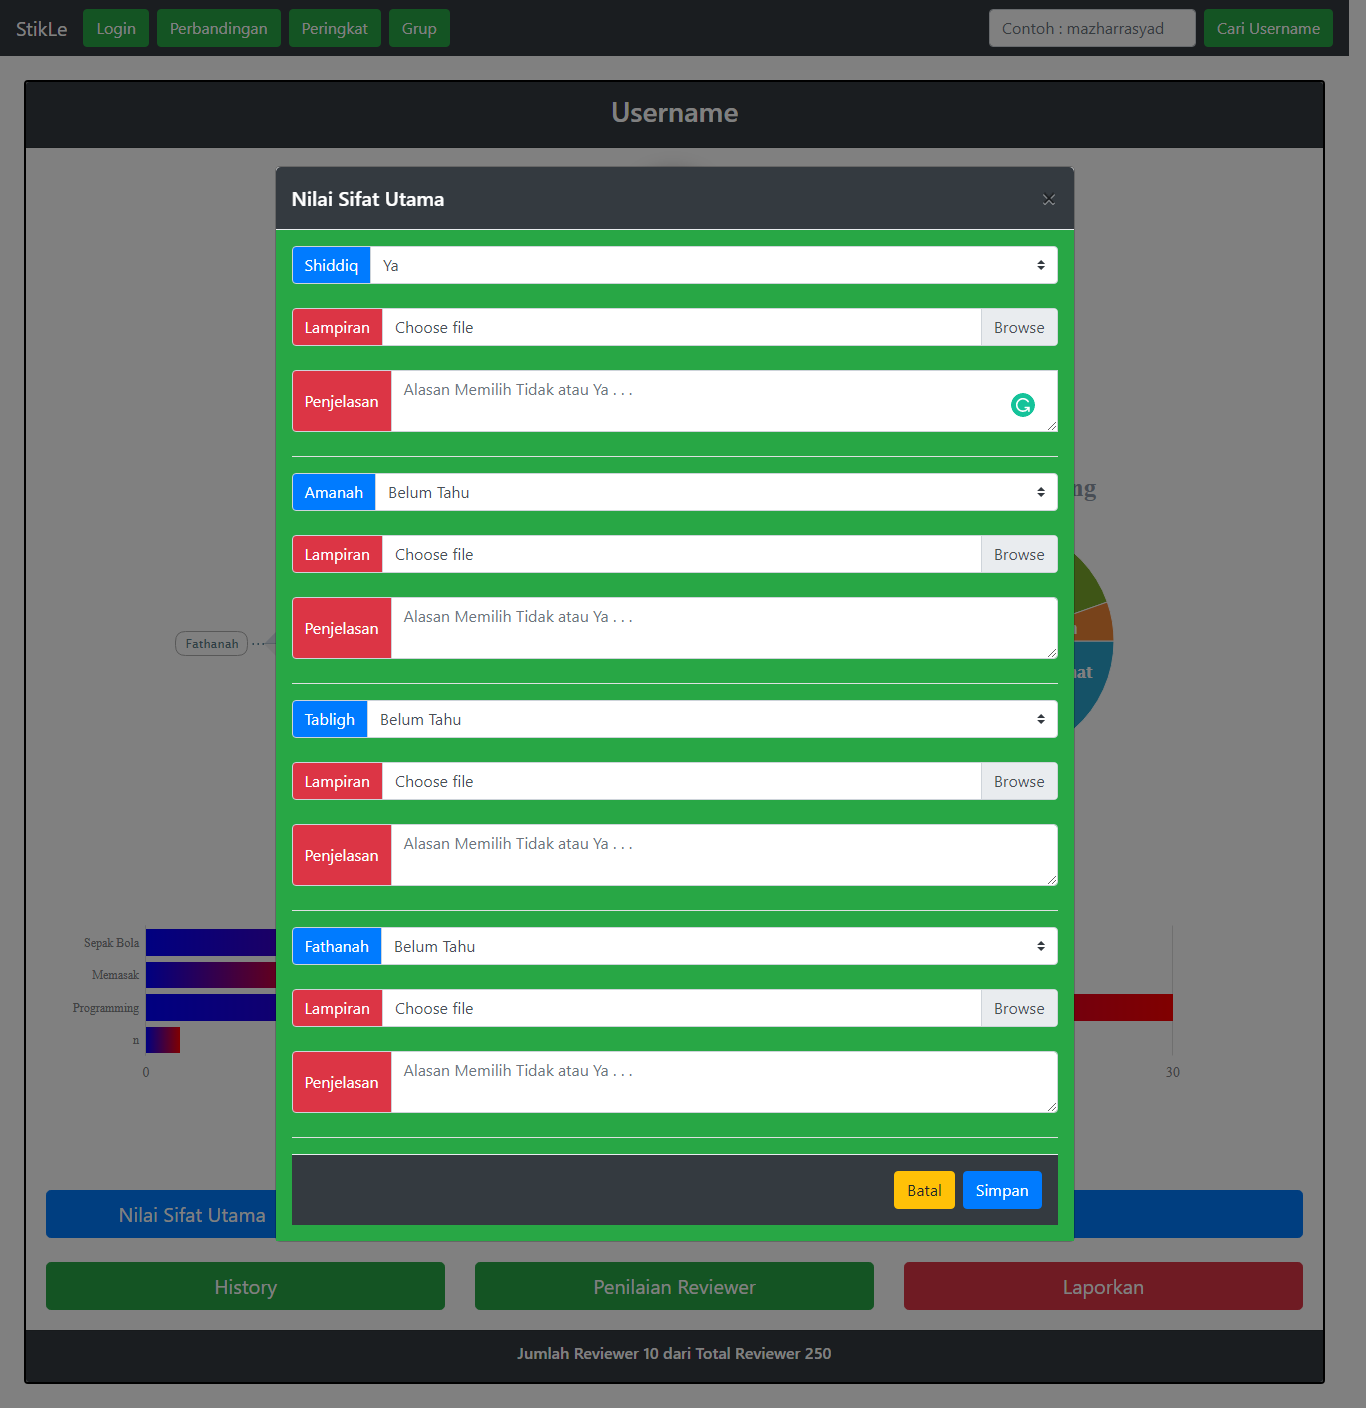 StikLe Login Perbandingan Peringkat Grup Contoh : mazharrasyad Cari Username
Username
Nilai Sifat Utama ×
Shiddiq Ya
Lampiran Choose file Browse
Penjelasan Alasan Memilih Tidak atau Ya . . .
Amanah Belum Tahu
Lampiran Choose file Browse
Penjelasan Alasan Memilih Tidak atau Ya . . .
Tabligh Belum Tahu
Lampiran Choose file Browse
Penjelasan Alasan Memilih Tidak atau Ya . . .
Fathanah Belum Tahu
Lampiran Choose file Browse
Penjelasan Alasan Memilih Tidak atau Ya . . .
Batal Simpan
ng
Fathanah
n
at
Sepak Bola
Memasak
Programming
n
0 30
Nilai Sifat Utama
History Penilaian Reviewer Laporkan
Jumlah Reviewer 10 dari Total Reviewer 250